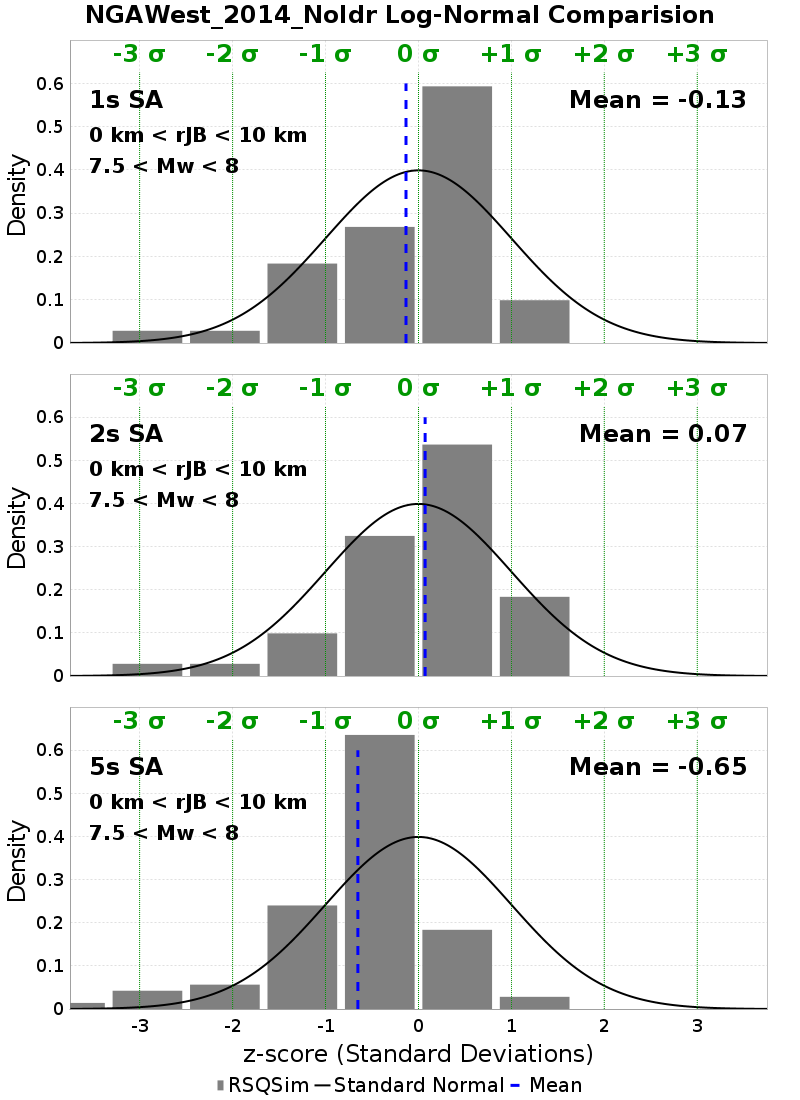 NGAWest_2014_NoIdr Log-Normal Comparision
-3 σ -2 σ -1 σ 0 σ +1 σ +2 σ +3 σ
1s SA
Mean = -0.13
0 km < rJB < 10 km
7.5 < Mw < 8
Density
0.6
0.5
0.4
0.3
0.2
0.1
0
-3 σ -2 σ -1 σ 0 σ +1 σ +2 σ +3 σ
2s SA
Mean = 0.07
0 km < rJB < 10 km
7.5 < Mw < 8
Density
0.6
0.5
0.4
0.3
0.2
0.1
0
-3 σ -2 σ -1 σ 0 σ +1 σ +2 σ +3 σ
5s SA
Mean = -0.65
0 km < rJB < 10 km
7.5 < Mw < 8
Density
0.6
0.5
0.4
0.3
0.2
0.1
0
-3 -2 -1 0 1 2 3
z-score (Standard Deviations)
RSQSim Standard Normal Mean